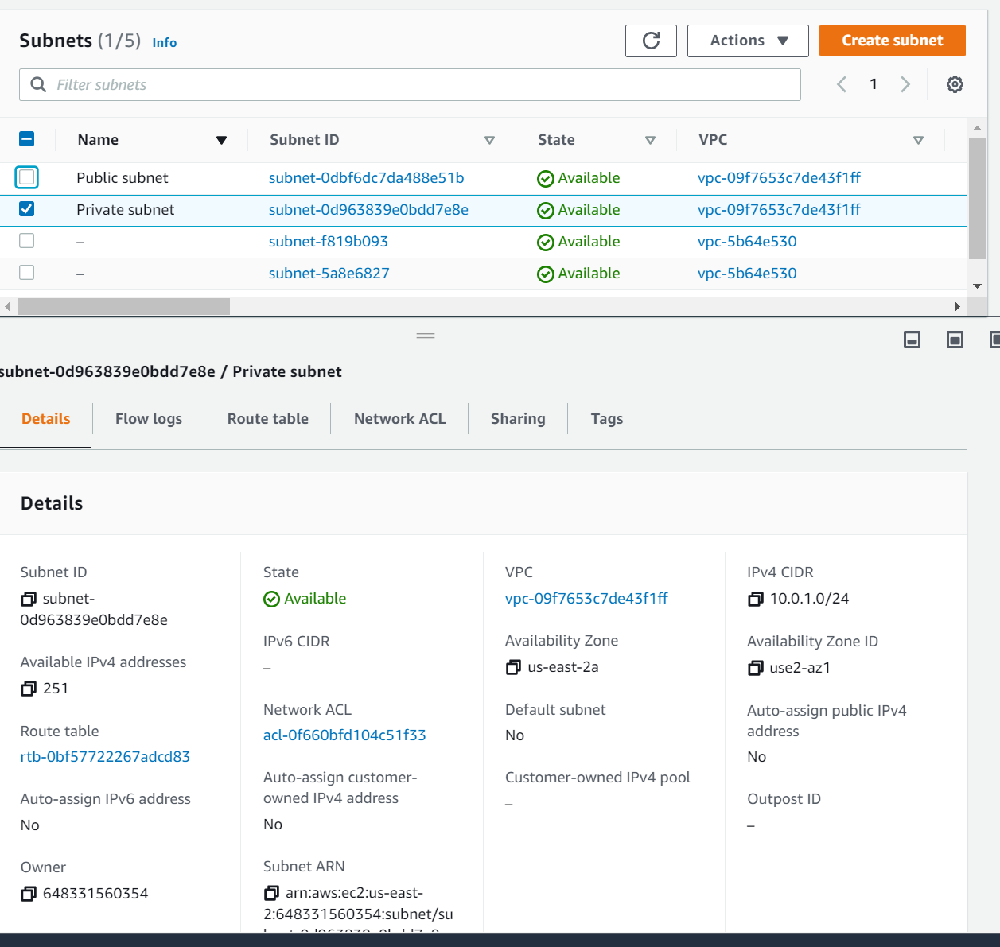 Subnets (1/5) Info
Actions
Create subnet
Filter subnets
1
Name Subnet ID State VPC
Public subnet subnet-0dbf6dc7da488e51b Available vpc-09f7653c7de43f1ff
Private subnet subnet-0d963839e0bdd7e8e Available vpc-09f7653c7de43f1ff
– subnet-f819b093 Available vpc-5b64e530
– subnet-5a8e6827 Available vpc-5b64e530
subnet-0d963839e0bdd7e8e / Private subnet
Details Flow logs Route table Network ACL Sharing Tags
Details
Subnet ID
subnet-
0d963839e0bdd7e8e
Available IPv4 addresses
251
Route table
rtb-0bf57722267adcd83
Auto-assign IPv6 address
No
Owner
648331560354
State
Available
IPv6 CIDR
–
Network ACL
acl-0f660bfd104c51f33
Auto-assign customer-
owned IPv4 address
No
Subnet ARN
arn:aws:ec2:us-east-
2:648331560354:subnet/su
VPC
vpc-09f7653c7de43f1ff
Availability Zone
us-east-2a
Default subnet
No
Customer-owned IPv4 pool
–
IPv4 CIDR
10.0.1.0/24
Availability Zone ID
use2-az1
Auto-assign public IPv4
address
No
Outpost ID
–